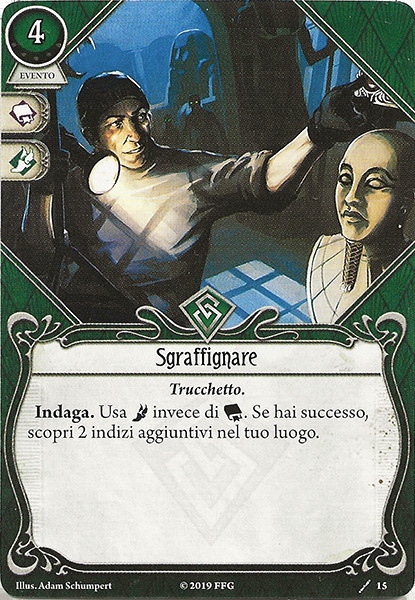 4
EVENTO
Sgraffignare
Trucchetto.
Indaga. Usa invece di . Se hai successo,
scopri 2 indizi aggiuntivi nel tuo luogo.
Illus. Adam Schumpert © 2019 FFG 15